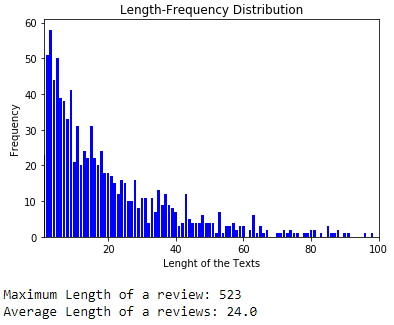 Length-Frequency Distribution
60
50
40
30
20
10
0
Frequency
20
40
60
80
100
Lenght of the Texts
Maximum Length of a review: 523
Average Length of a reviews: 24.0